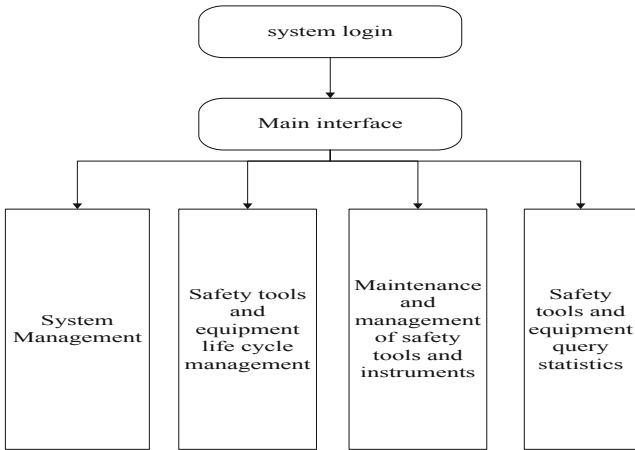 system login
Main interface
System
Management
Safety tools
and
equipment
life cycle
management
Maintenance
and
management
of safety
tools and
instruments
Safety
tools and
equipment
query
statistics